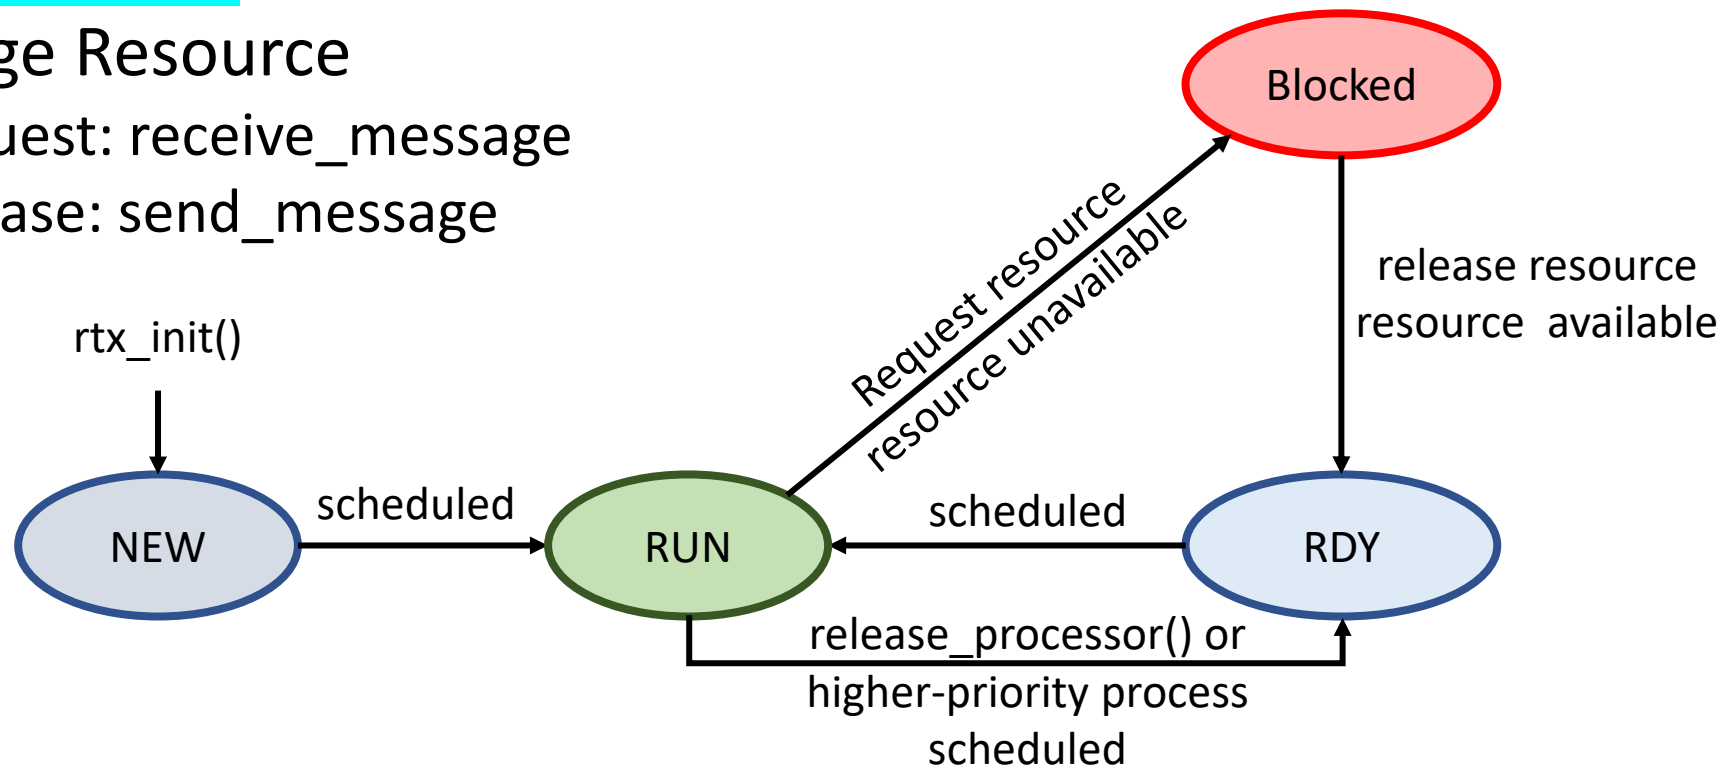 ge Resource
uest: receive_message
ase: send_message
rtx_init()
NEW
scheduled
RUN
Request resource
resource unavailable
Blocked
release resource
resource  available
scheduled
RDY
release_processor() or
higher-priority process
scheduled